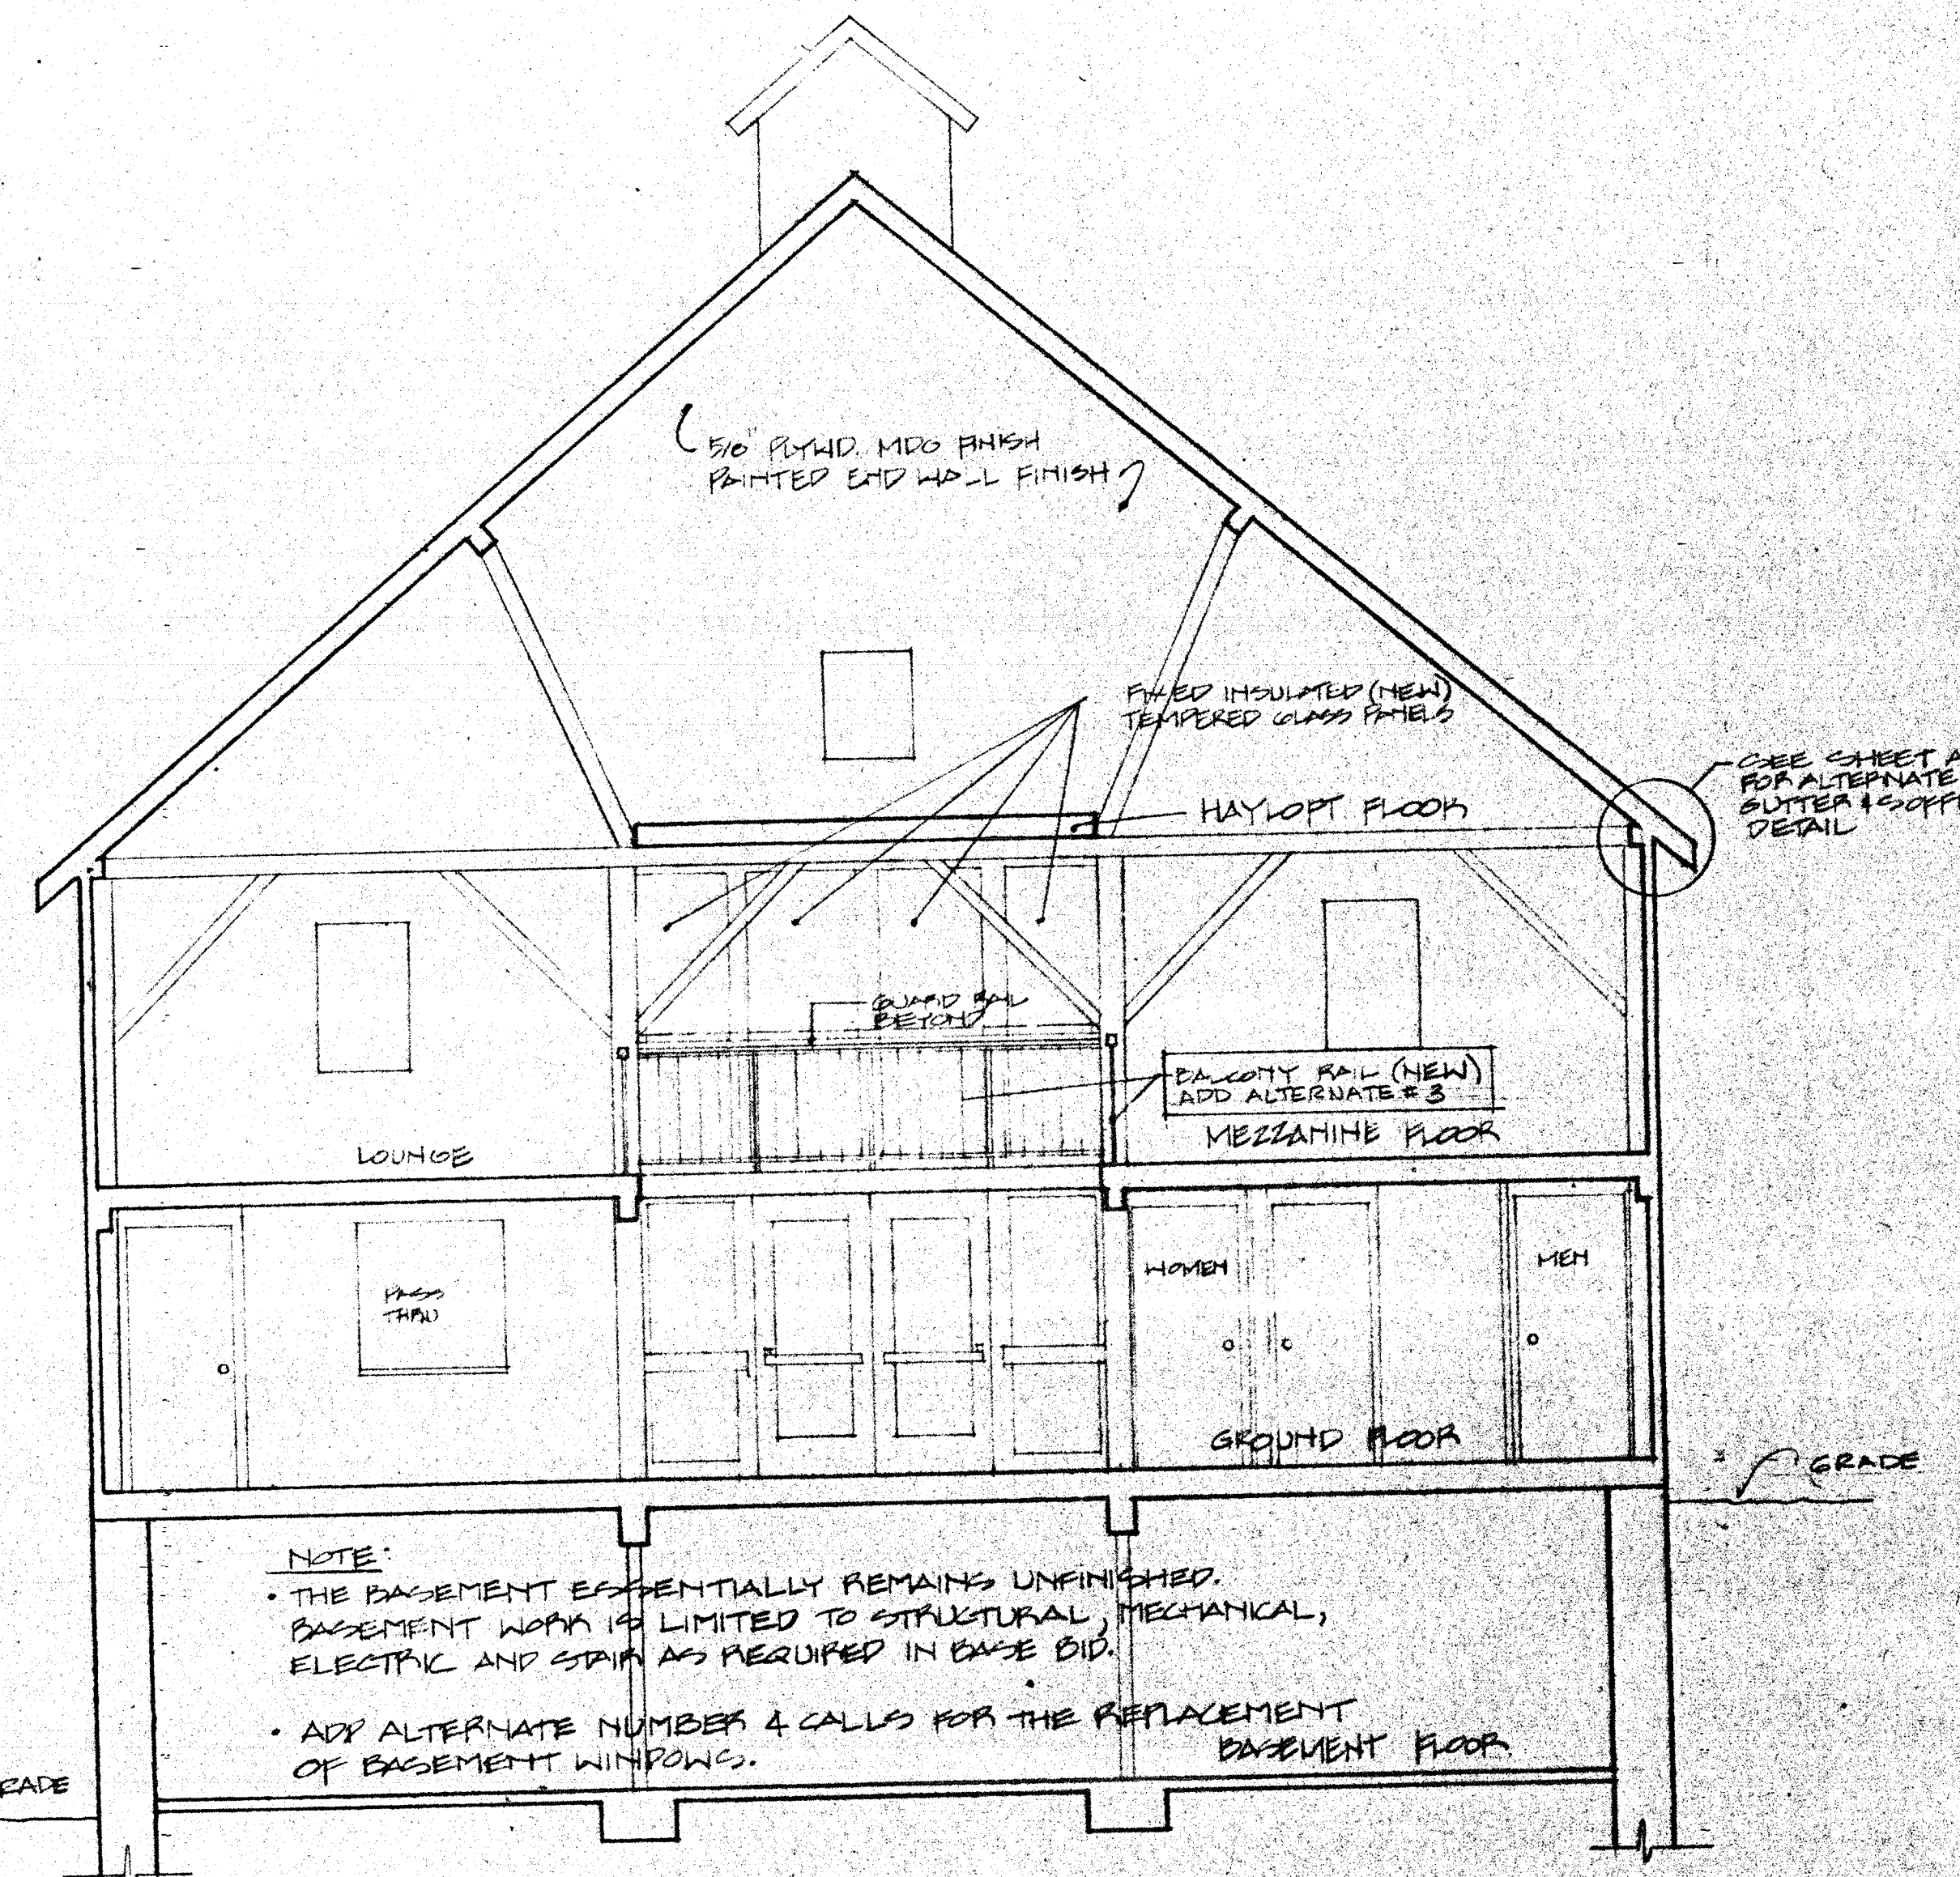 5/8" PLYWD. MDO FINISH
PAINTED END WALL FINISH
FIXED INSULATED (NEW)
TEMPERED GLASS PANELS
SEE SHEET A
FOR ALTERNATE
GUTTER & SOFF
DETAIL
HAYLOFT FLOOR
GUARD RAIL
BEYOND
BALCONY RAIL (NEW)
ADD ALTERNATE # 3
MEZZANINE FLOOR
LOUNGE
WOMEN
MEN
PASS
THRU
GROUND FLOOR
GRADE
NOTE:
• THE BASEMENT ESSENTIALLY REMAINS UNFINISHED.
BASEMENT WORK IS LIMITED TO STRUCTURAL, MECHANICAL,
ELECTRIC AND STAIR AS REQUIRED IN BASE BID.
• ADD ALTERNATE NUMBER 4 CALLS FOR THE REPLACEMENT
OF BASEMENT WINDOWS.
BASEMENT FLOOR
RADE